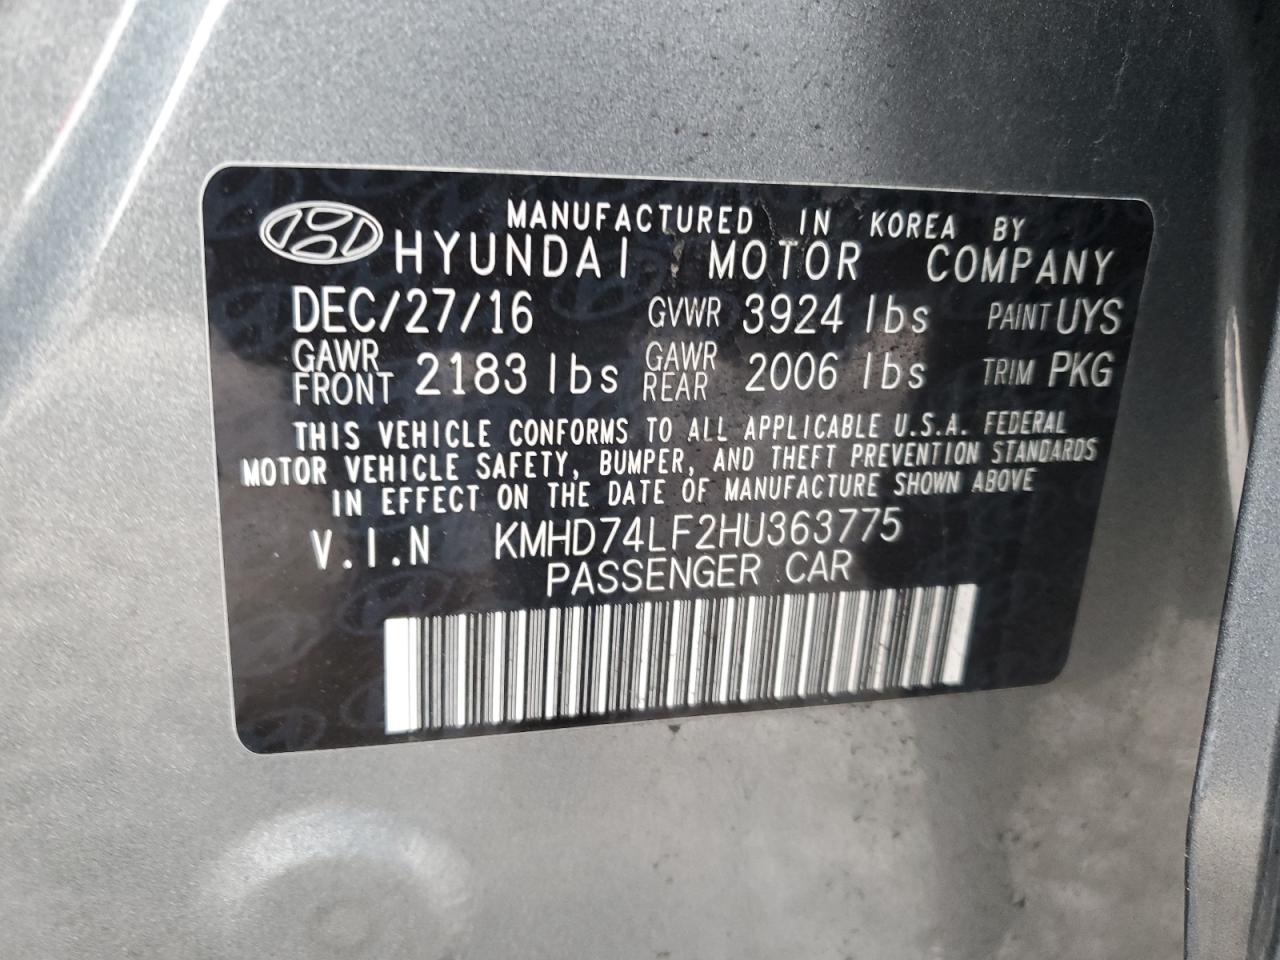 MANUFACTURED IN KOREA BY
HYUNDAI MOTOR COMPANY
DEC/27/16 GVWR 3924 lbs PAINT UYS
GAWR FRONT 2183 lbs GAWR REAR 2006 lbs TRIM PKG
THIS VEHICLE CONFORMS TO ALL APPLICABLE U.S.A. FEDERAL
MOTOR VEHICLE SAFETY, BUMPER, AND THEFT PREVENTION STANDARDS
IN EFFECT ON THE DATE OF MANUFACTURE SHOWN ABOVE
V.I.N KMHD74LF2HU363775
PASSENGER CAR